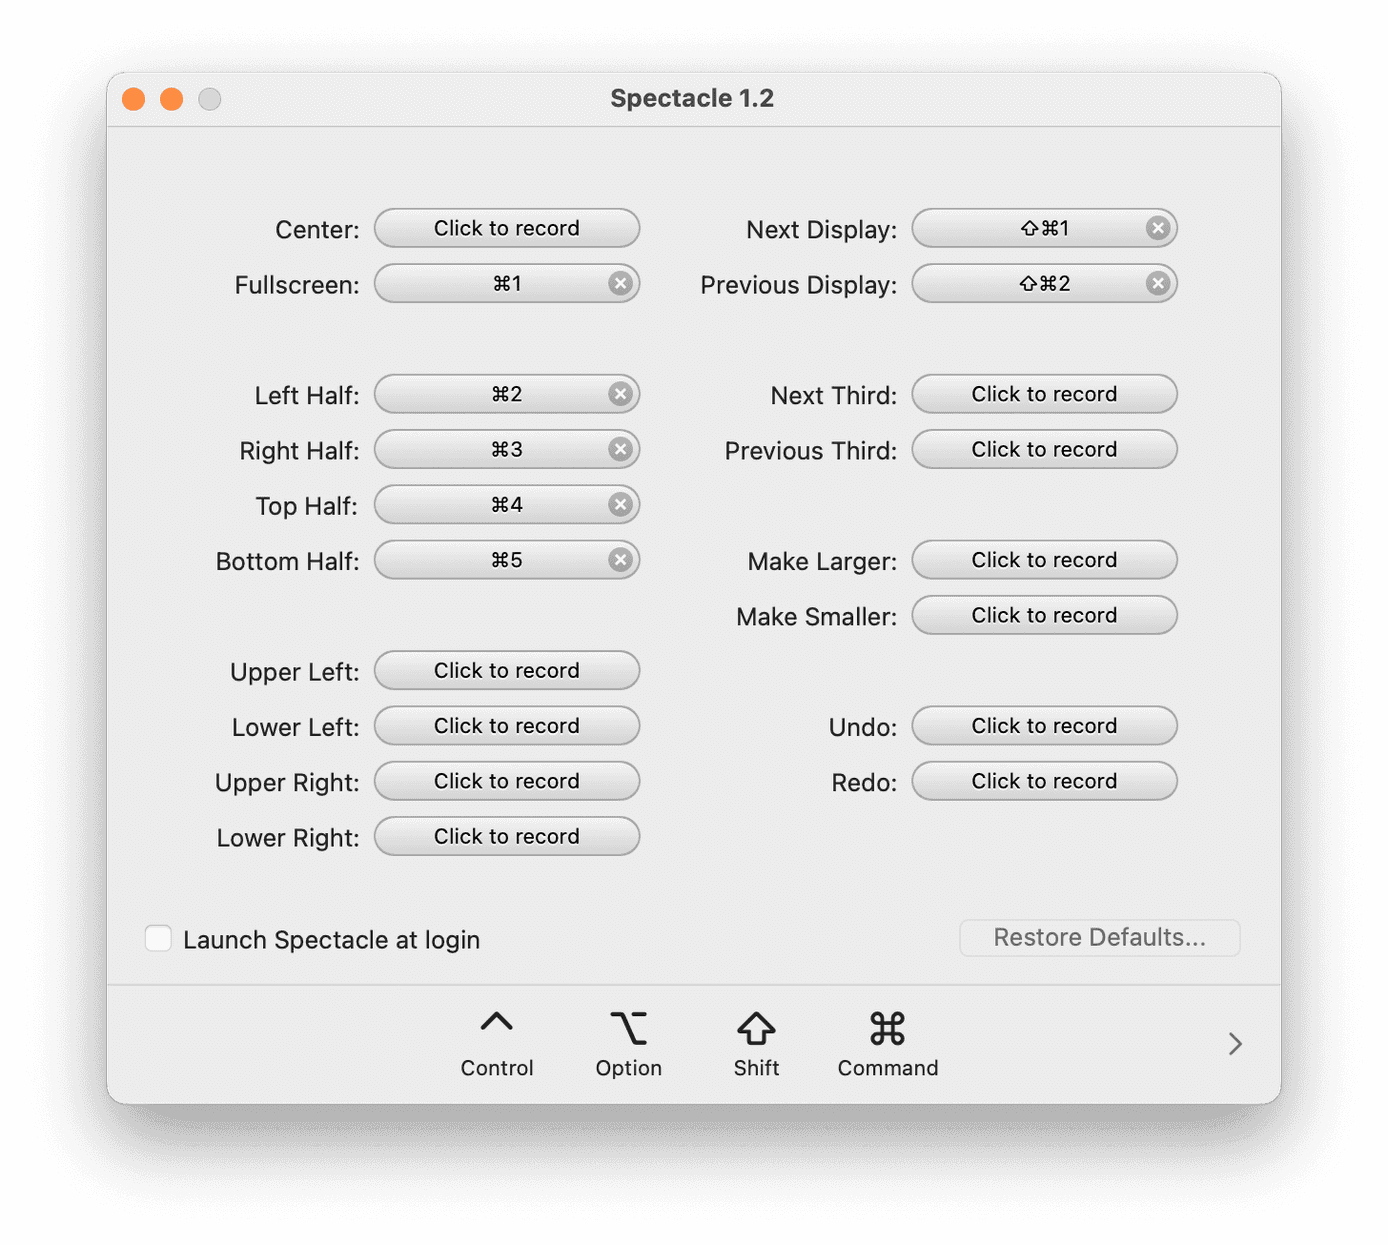 Spectacle 1.2
Center: Click to record
Fullscreen: ⌘1
Left Half: ⌘2
Right Half: ⌘3
Top Half: ⌘4
Bottom Half: ⌘5
Upper Left: Click to record
Lower Left: Click to record
Upper Right: Click to record
Lower Right: Click to record
Next Display: ⇧⌘1
Previous Display: ⇧⌘2
Next Third: Click to record
Previous Third: Click to record
Make Larger: Click to record
Make Smaller: Click to record
Undo: Click to record
Redo: Click to record
Launch Spectacle at login
Restore Defaults...
Control
Option
Shift
Command